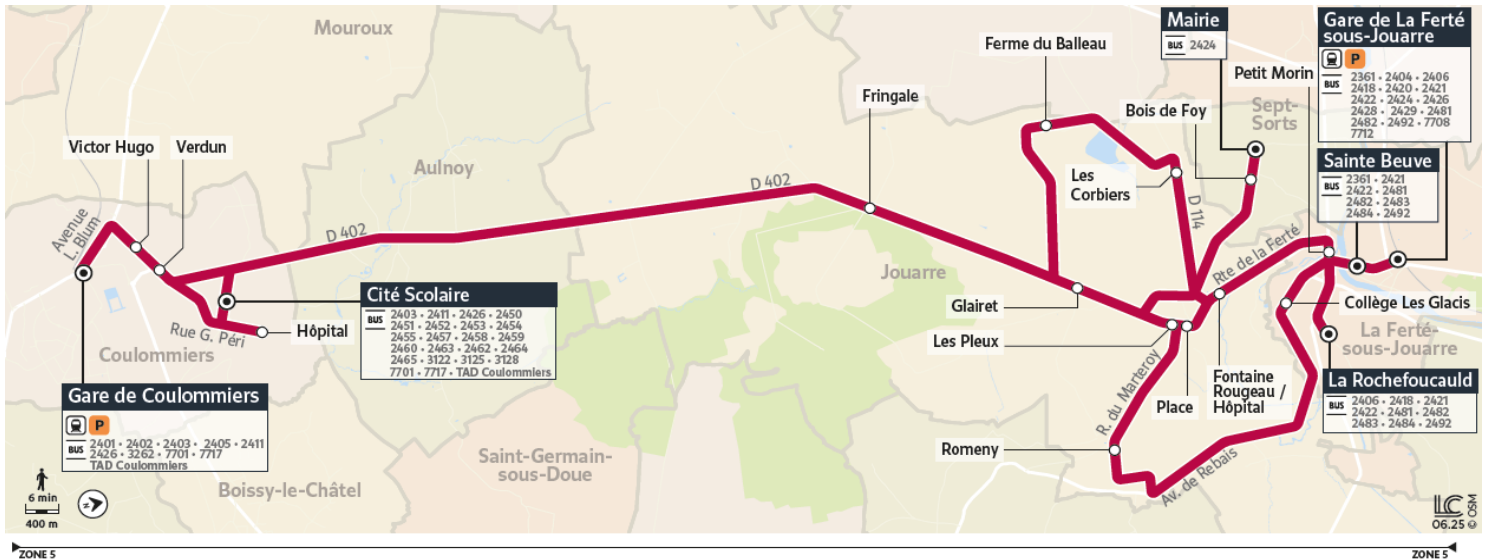 Mouroux
Victor Hugo
Verdun
Avenue
L. Blum
Aulnoy
D 402
D 402
Fringale
Ferme du Balleau
Mairie
BUS 2424
Bois de Foy
Petit Morin
Sept-
Sorts
Gare de La Ferté
sous-Jouarre
P
BUS
2361 • 2404 • 2406
2418 • 2420 • 2421
2422 • 2424 • 2426
2428 • 2429 • 2481
2482 • 2492 • 7708
7712
Sainte Beuve
BUS
2361 • 2421
2422 • 2481
2482 • 2483
2484 • 2492
Les
Corbiers
D 114
Rte de la Ferté
Jouarre
Glairet
Les Pleux
Collège Les Glacis
La Ferté-
sous-Jouarre
Cité Scolaire
BUS
2403 • 2411 • 2426 • 2450
2451 • 2452 • 2453 • 2454
2455 • 2457 • 2458 • 2459
2460 • 2463 • 2462 • 2464
2465 • 3122 • 3125 • 3128
7701 • 7717 • TAD Coulommiers
Hôpital
Rue G. Péri
Coulommiers
Gare de Coulommiers
P
BUS
2401 • 2402 • 2403 • 2405 • 2411
2426 • 3262 • 7701 • 7717
TAD Coulommiers
R. du Marteroy
Place
Fontaine
Rougeau /
Hôpital
La Rochefoucauld
BUS
2406 • 2418 • 2421
2422 • 2481 • 2482
2483 • 2484 • 2492
Romeny
Av. de Rebais
Saint-Germain-
sous-Doue
Boissy-le-Châtel
6 min
400 m
N
LC
06.25 © OSM
ZONE 5
ZONE 5